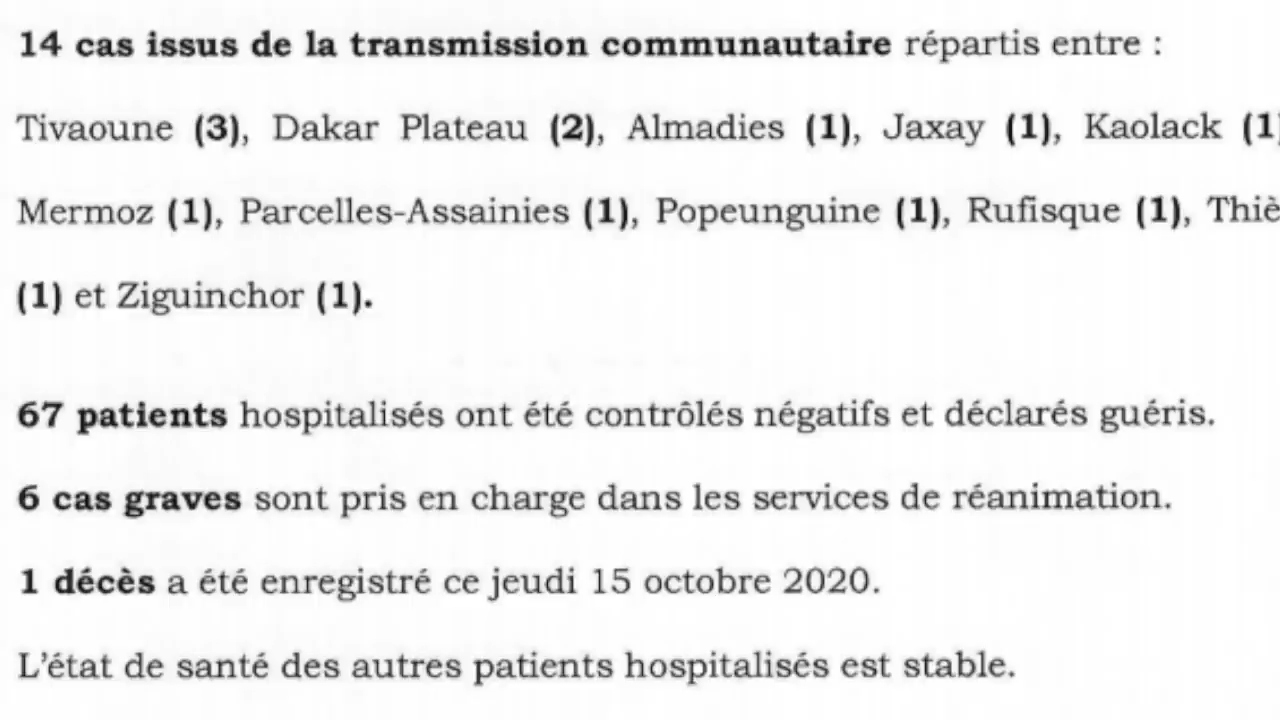 14 cas issus de la transmission communautaire répartis entre :
Tivaoune (3), Dakar Plateau (2), Almadies (1), Jaxay (1), Kaolack (1)
Mermoz (1), Parcelles-Assainies (1), Popeunguine (1), Rufisque (1), Thiè
(1) et Ziguinchor (1).
67 patients hospitalisés ont été contrôlés négatifs et déclarés guéris.
6 cas graves sont pris en charge dans les services de réanimation.
1 décès a été enregistré ce jeudi 15 octobre 2020.
L'état de santé des autres patients hospitalisés est stable.